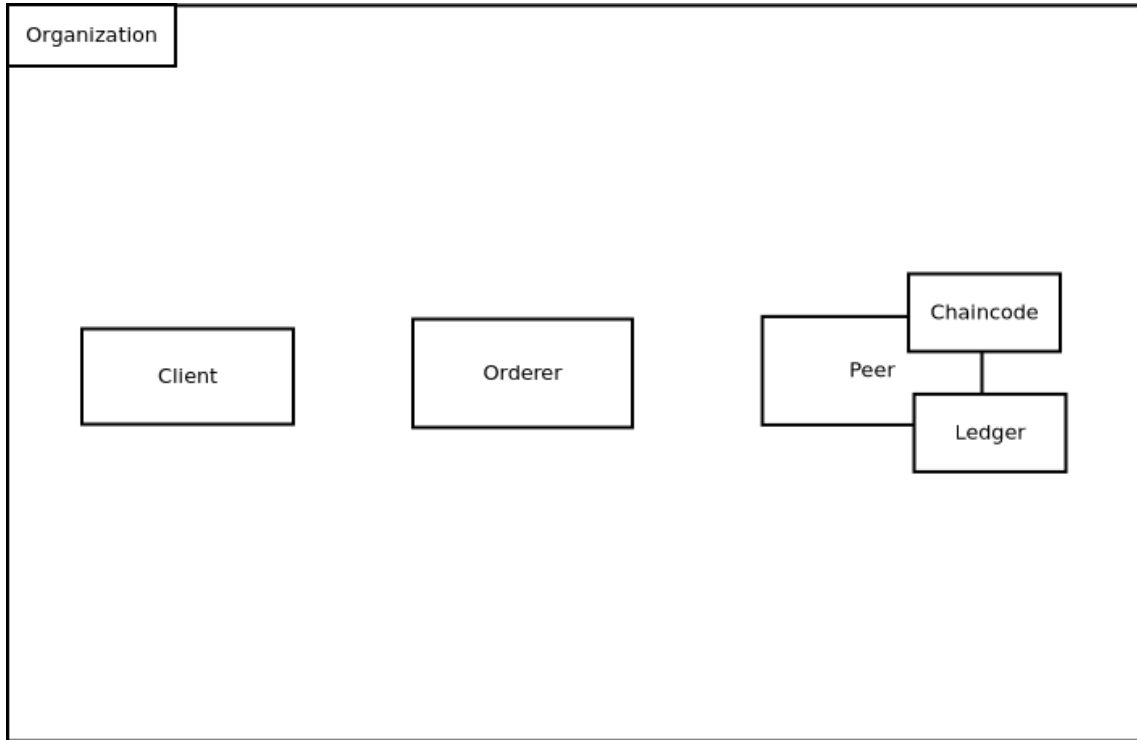 Organization
Client
Orderer
Peer
Chaincode
Ledger